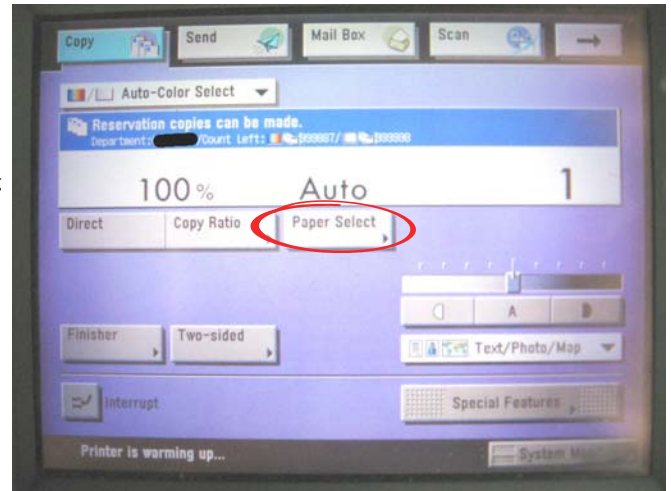 Copy Send Mail Box Scan →
Auto-Color Select
Reservation copies can be made.
Department: /Count Left:
100 % Auto 1
Direct Copy Ratio Paper Select
A
Finisher Two-sided
Text/Photo/Map
Interrupt Special Features
Printer is warming up... System